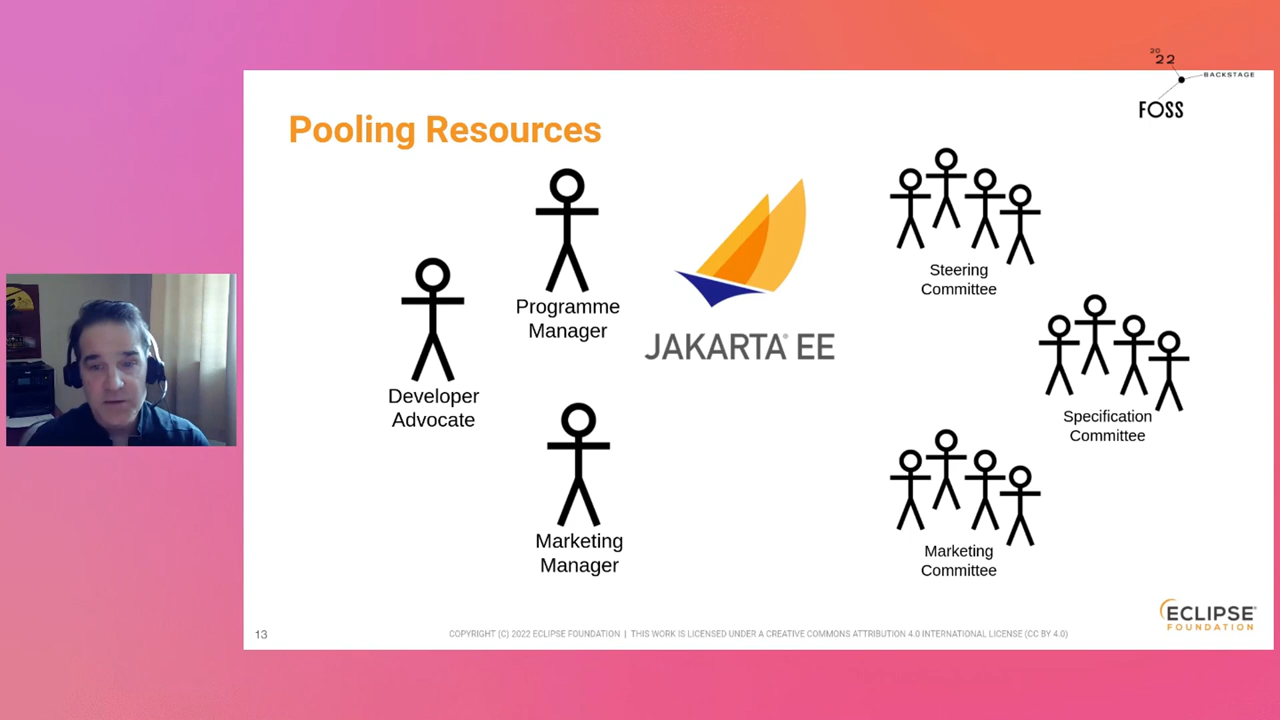 20
22
BACKSTAGE
FOSS
Pooling Resources
Programme
Manager
Developer
Advocate
Marketing
Manager
JAKARTA® EE
Steering
Committee
Specification
Committee
Marketing
Committee
13
COPYRIGHT (C) 2022 ECLIPSE FOUNDATION | THIS WORK IS LICENSED UNDER A CREATIVE COMMONS ATTRIBUTION 4.0 INTERNATIONAL LICENSE (CC BY 4.0)
ECLIPSE®
FOUNDATION